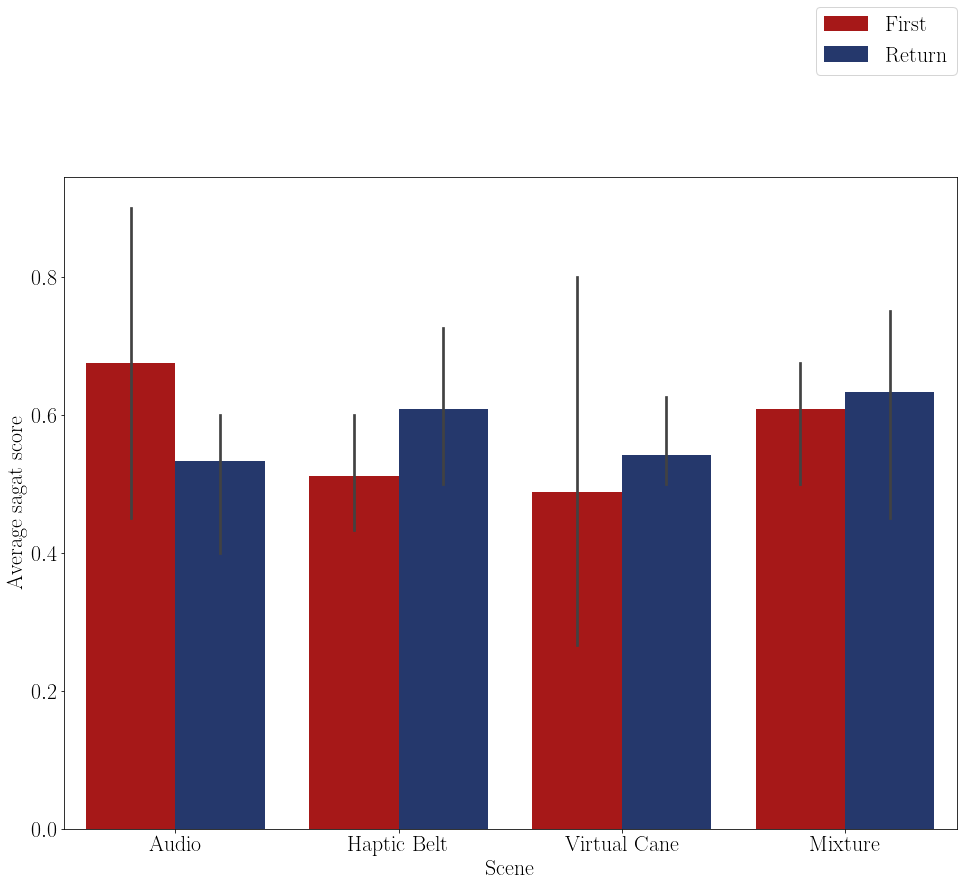 First
Return
Average sagat score
0.8
0.6
0.4
0.2
0.0
Audio
Haptic Belt
Virtual Cane
Mixture
Scene